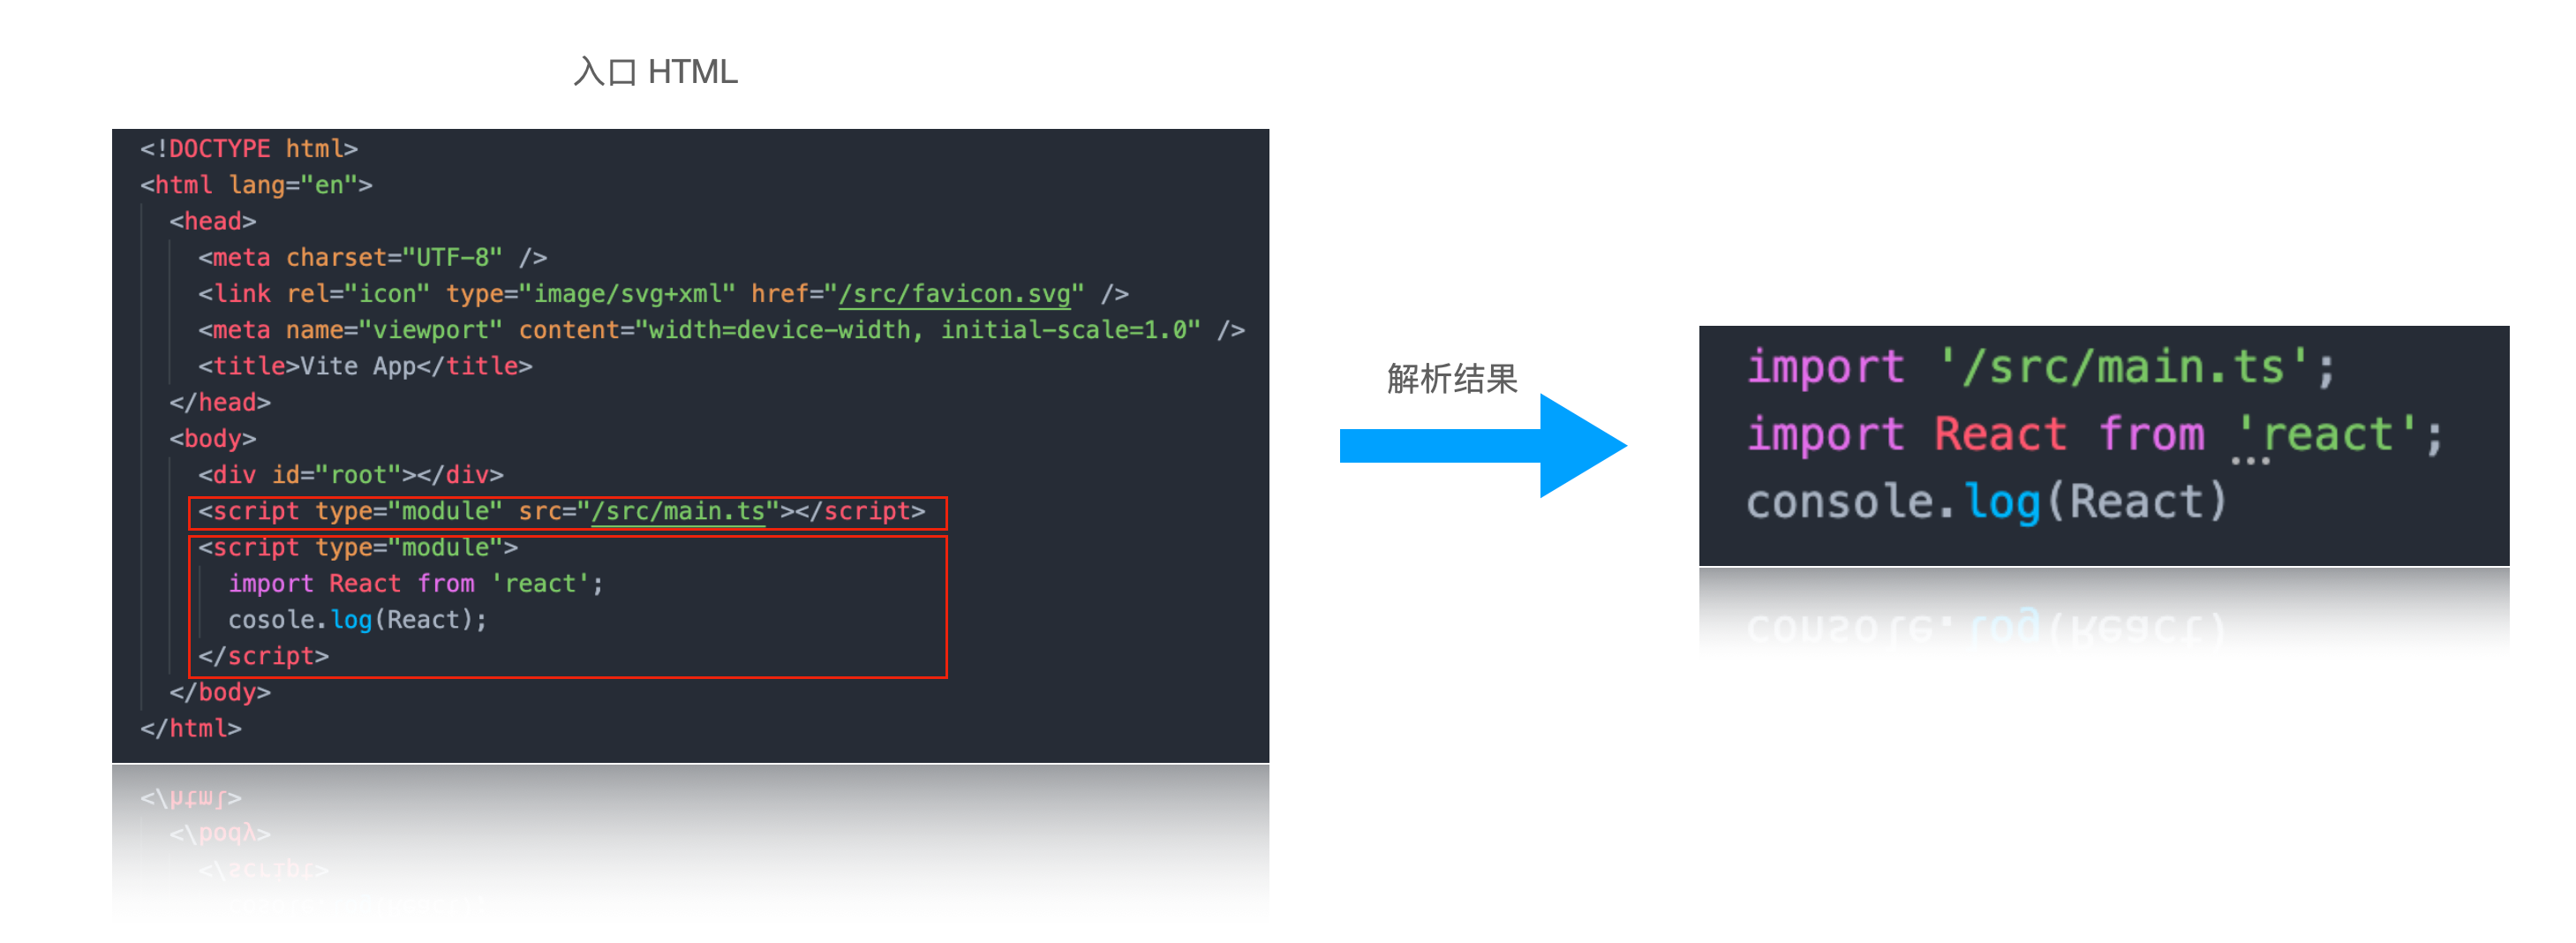 入口 HTML
<!DOCTYPE html>
<html lang="en">
<head>
<meta charset="UTF-8" />
<link rel="icon" type="image/svg+xml" href="/src/favicon.svg" />
<meta name="viewport" content="width=device-width, initial-scale=1.0" />
<title>Vite App</title>
</head>
<body>
<div id="root"></div>
<script type="module" src="/src/main.ts"></script>
<script type="module">
import React from 'react';
cosole.log(React);
</script>
</body>
</html>
解析结果
import '/src/main.ts';
import React from 'react';
console.log(React)